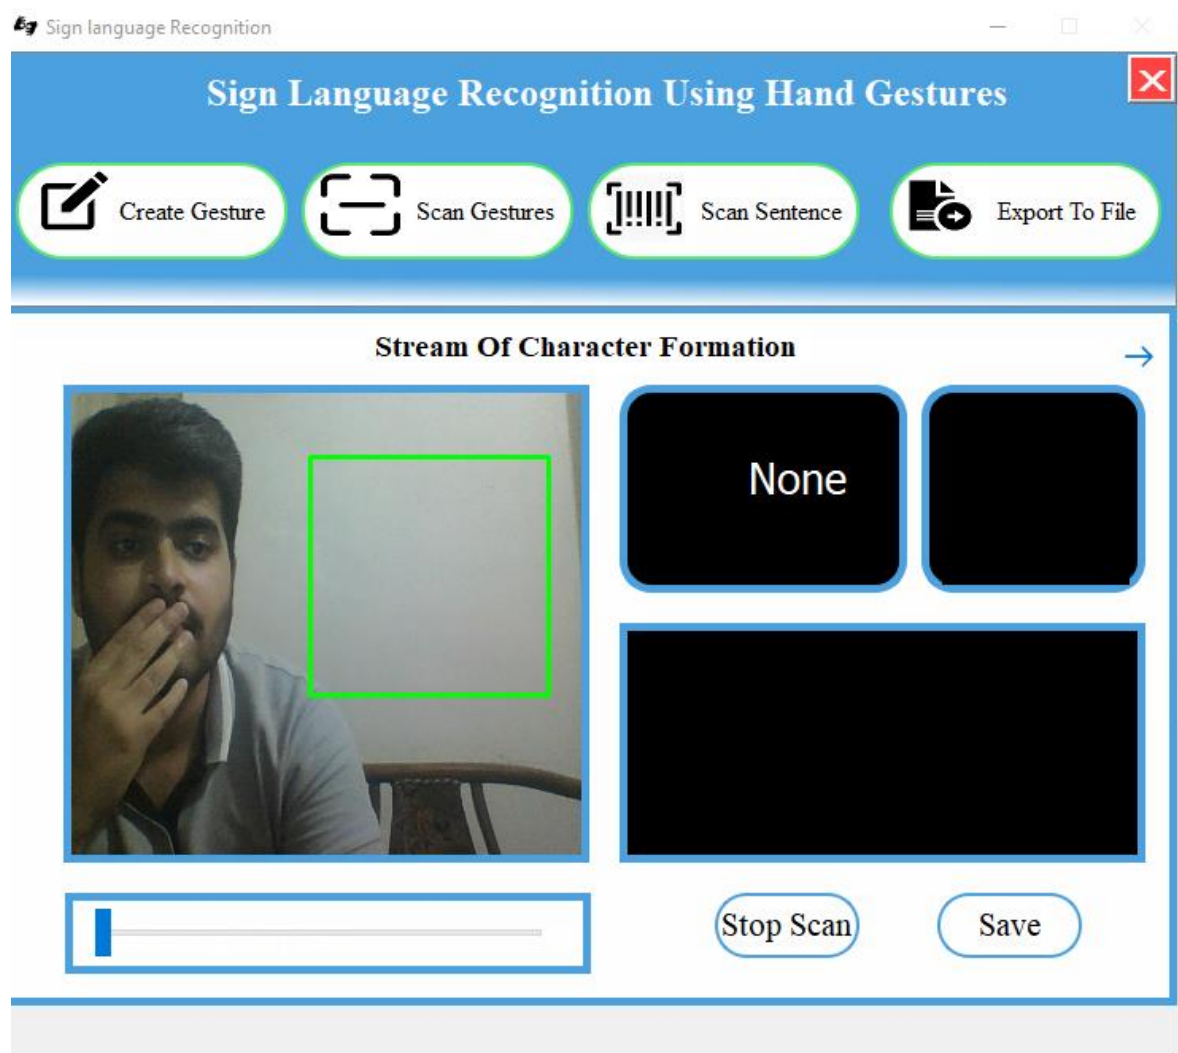 Sign language Recognition
Sign Language Recognition Using Hand Gestures
Create Gesture
Scan Gestures
Scan Sentence
Export To File
Stream Of Character Formation
None
Stop Scan
Save